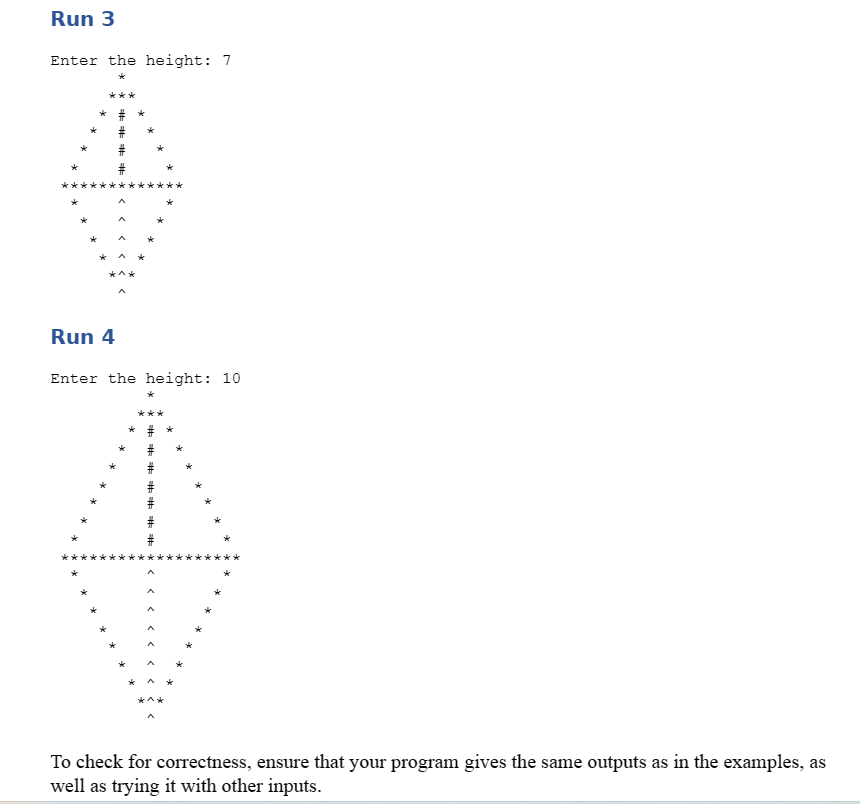 Run 3
Enter the height: 7
       *
      ***
     * # *
    *  #  *
   *   #   *
  *    #    *
 *************
  *    ^    *
   *   ^   *
    *  ^  *
     * ^ *
      *^*
       ^
Run 4
Enter the height: 10
          *
         ***
        * # *
       *  #  *
      *   #   *
     *    #    *
    *     #     *
   *      #      *
  *       #       *
 *******************
  *       ^       *
   *      ^      *
    *     ^     *
     *    ^    *
      *   ^   *
       *  ^  *
        * ^ *
         *^*
          ^
To check for correctness, ensure that your program gives the same outputs as in the examples, as
well as trying it with other inputs.